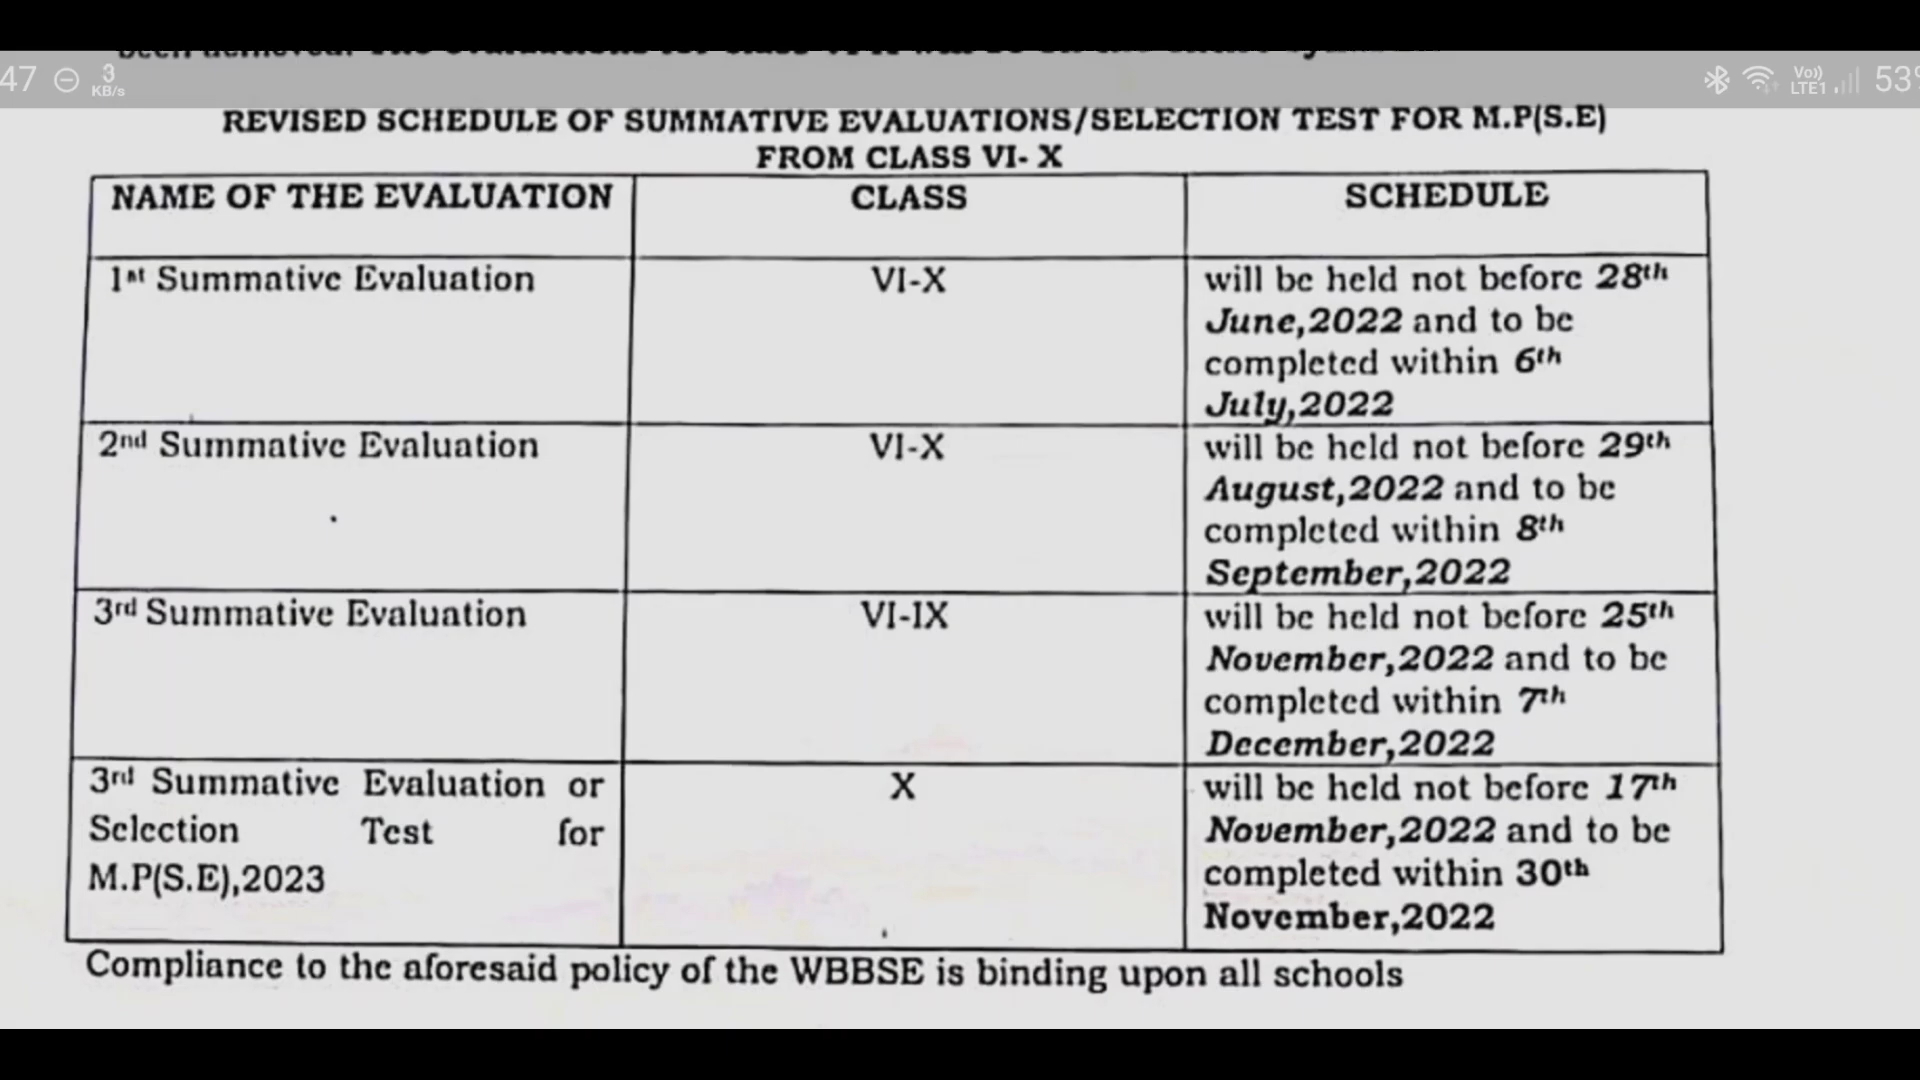 47 3 KB/s Vo)) LTE1 53%
REVISED SCHEDULE OF SUMMATIVE EVALUATIONS/SELECTION TEST FOR M.P(S.E)
FROM CLASS VI- X
NAME OF THE EVALUATION CLASS SCHEDULE
1st Summative Evaluation VI-X will be held not before 28th
June,2022 and to be
completed within 6th
July,2022
2nd Summative Evaluation VI-X will be held not before 29th
August,2022 and to be
completed within 8th
September,2022
3rd Summative Evaluation VI-IX will be held not before 25th
November,2022 and to be
completed within 7th
December,2022
3rd Summative Evaluation or X will be held not before 17th
Selection Test for November,2022 and to be
M.P(S.E),2023 completed within 30th
November,2022
Compliance to the aforesaid policy of the WBBSE is binding upon all schools